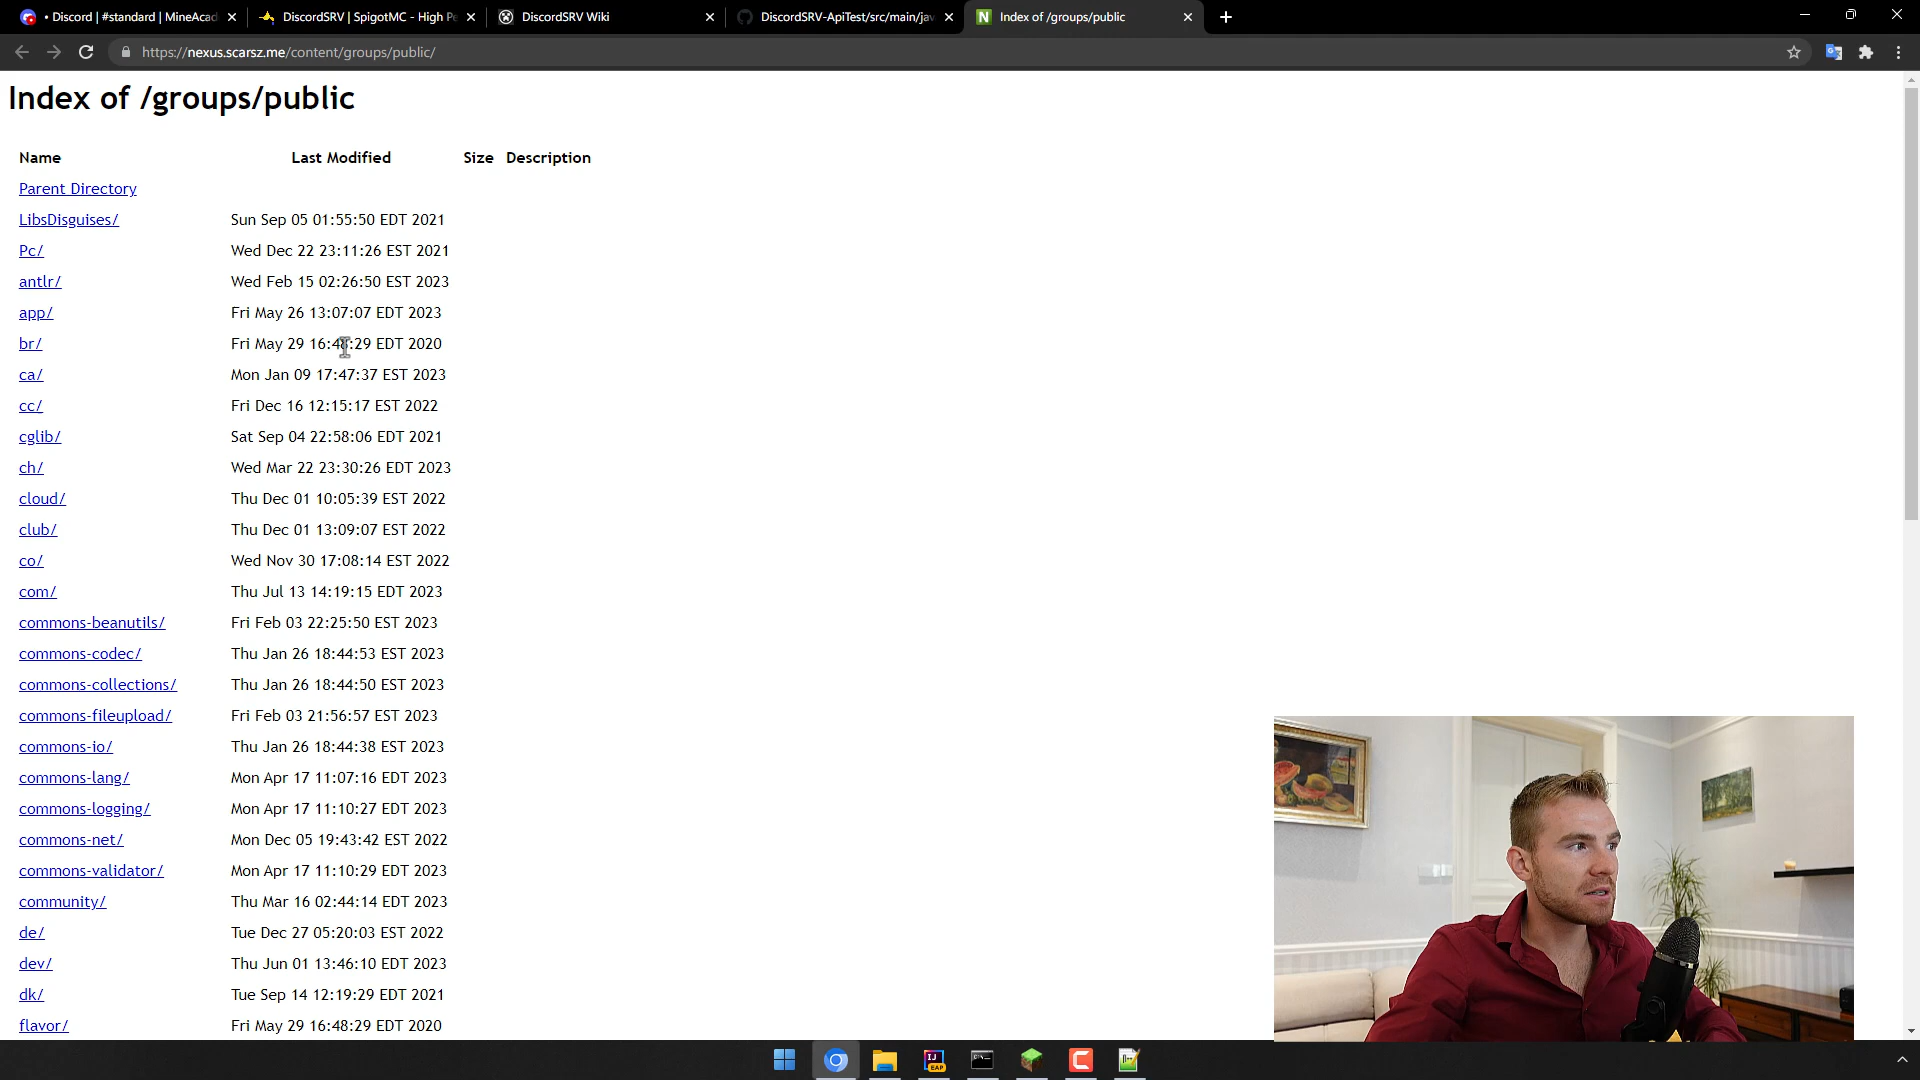 • Discord | #standard | MineAcad
DiscordSRV | SpigotMC - High Pe
DiscordSRV Wiki
DiscordSRV-ApiTest/src/main/jav
Index of /groups/public
https://nexus.scarsz.me/content/groups/public/
Index of /groups/public
Name Last Modified Size Description
Parent Directory
LibsDisguises/ Sun Sep 05 01:55:50 EDT 2021
Pc/ Wed Dec 22 23:11:26 EST 2021
antlr/ Wed Feb 15 02:26:50 EST 2023
app/ Fri May 26 13:07:07 EDT 2023
br/ Fri May 29 16:48:29 EDT 2020
ca/ Mon Jan 09 17:47:37 EST 2023
cc/ Fri Dec 16 12:15:17 EST 2022
cglib/ Sat Sep 04 22:58:06 EDT 2021
ch/ Wed Mar 22 23:30:26 EDT 2023
cloud/ Thu Dec 01 10:05:39 EST 2022
club/ Thu Dec 01 13:09:07 EST 2022
co/ Wed Nov 30 17:08:14 EST 2022
com/ Thu Jul 13 14:19:15 EDT 2023
commons-beanutils/ Fri Feb 03 22:25:50 EST 2023
commons-codec/ Thu Jan 26 18:44:53 EST 2023
commons-collections/ Thu Jan 26 18:44:50 EST 2023
commons-fileupload/ Fri Feb 03 21:56:57 EST 2023
commons-io/ Thu Jan 26 18:44:38 EST 2023
commons-lang/ Mon Apr 17 11:07:16 EDT 2023
commons-logging/ Mon Apr 17 11:10:27 EDT 2023
commons-net/ Mon Dec 05 19:43:42 EST 2022
commons-validator/ Mon Apr 17 11:10:29 EDT 2023
community/ Thu Mar 16 02:44:14 EDT 2023
de/ Tue Dec 27 05:20:03 EST 2022
dev/ Thu Jun 01 13:46:10 EDT 2023
dk/ Tue Sep 14 12:19:29 EDT 2021
flavor/ Fri May 29 16:48:29 EDT 2020